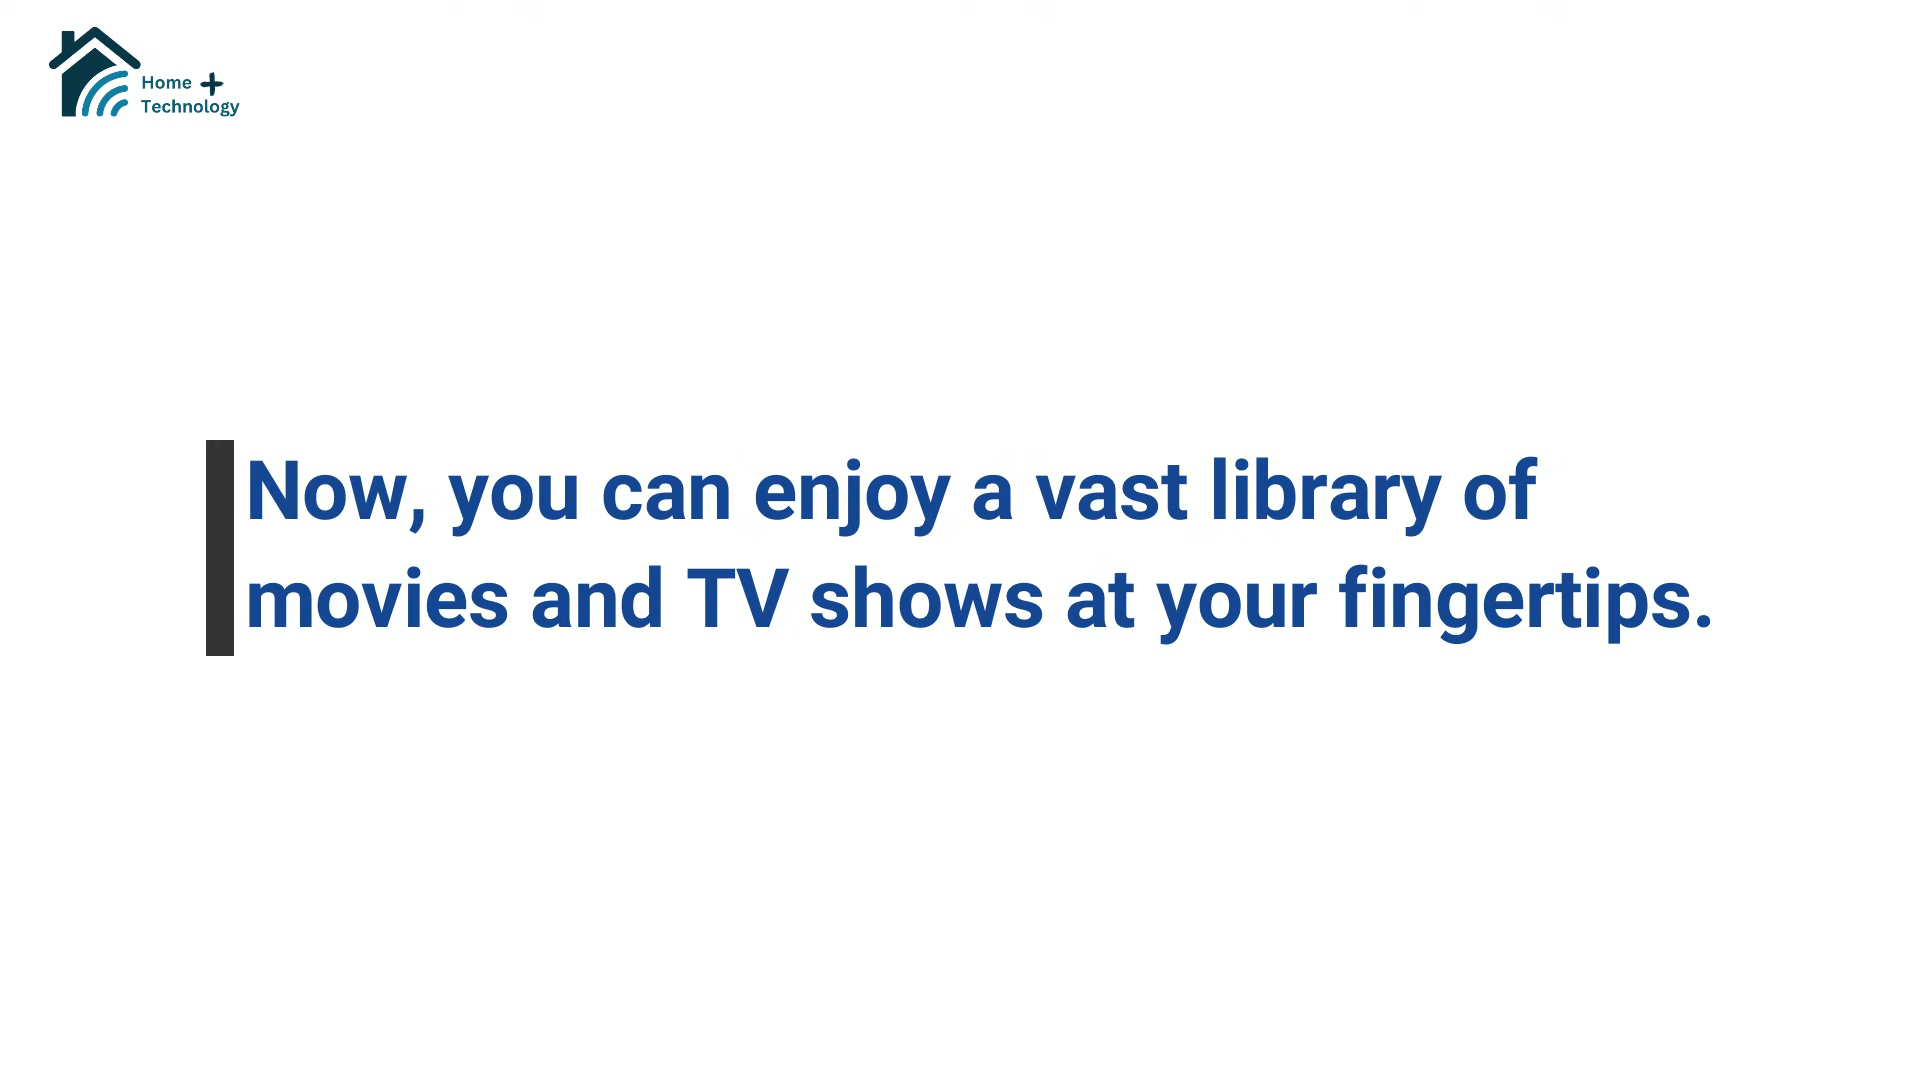 Home +
Technology
Now, you can enjoy a vast library of
movies and TV shows at your fingertips.